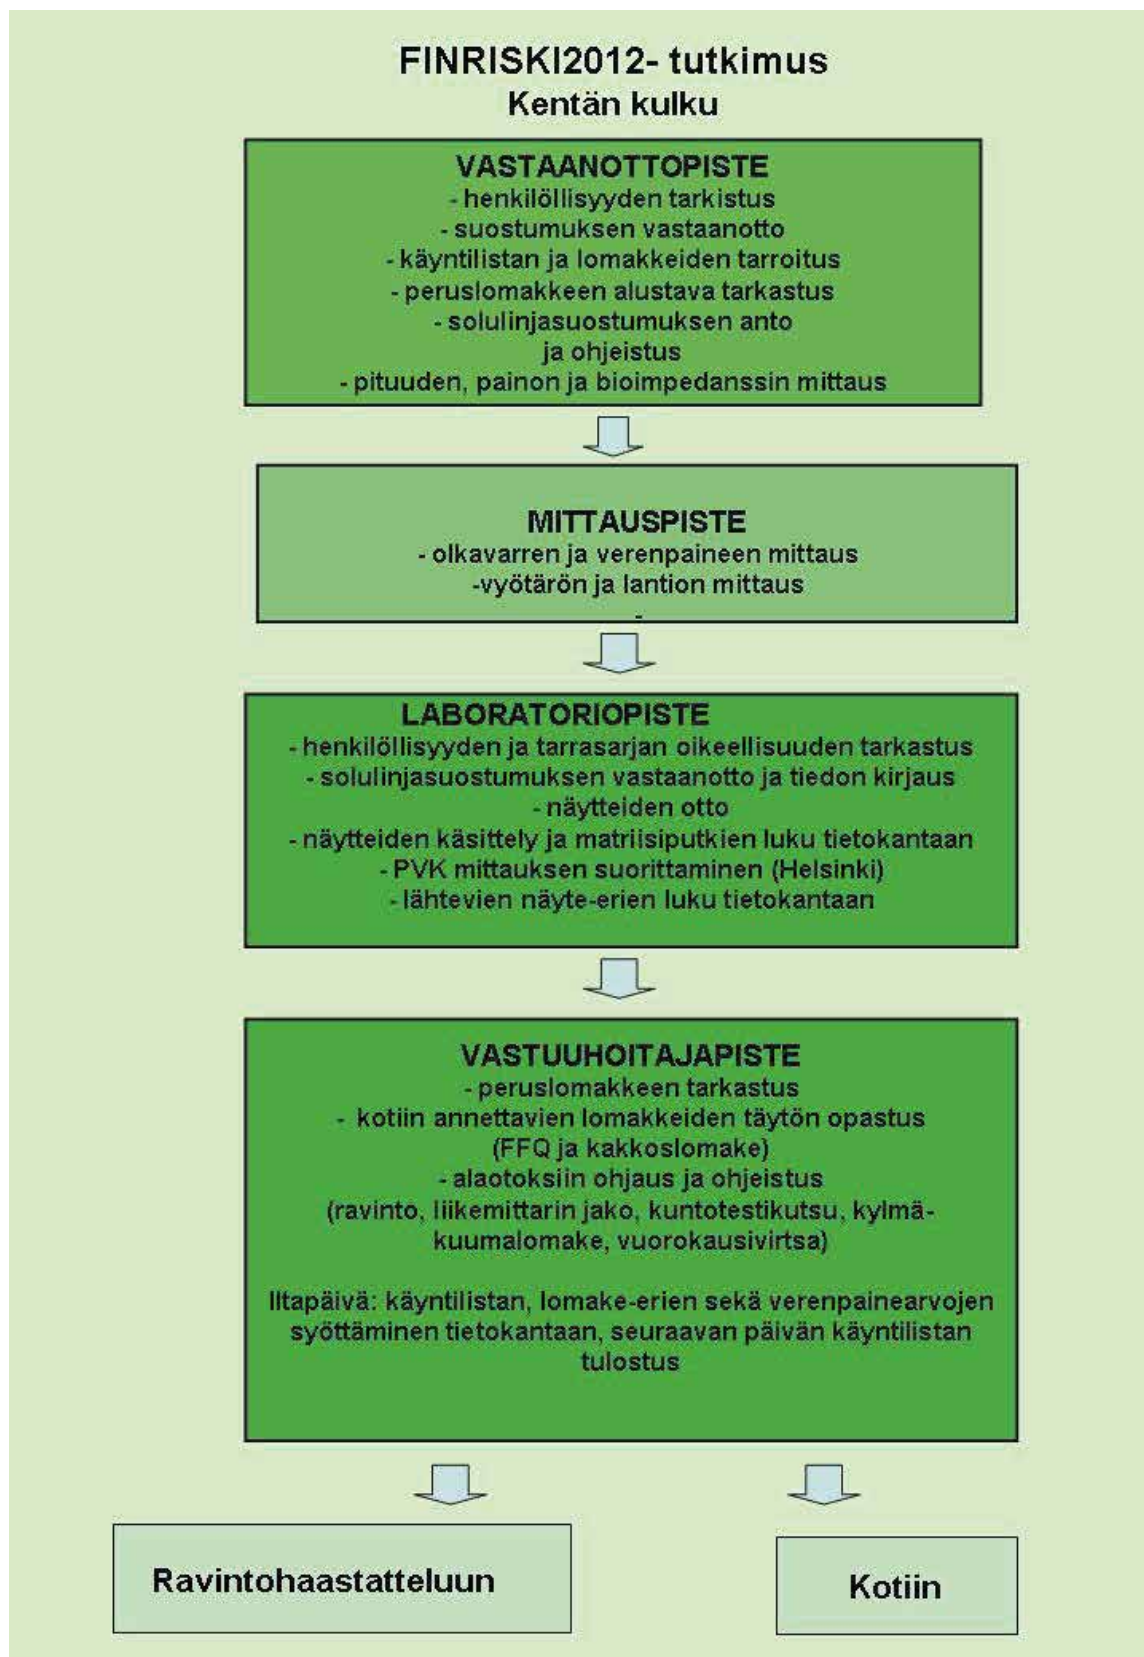 FINRISKI2012- tutkimus
Kentän kulku
VASTAANOTTOPISTE
- henkilöllisyyden tarkistus
- suostumuksen vastaanotto
- käyntilistan ja lomakkeiden tarroitus
- peruslomakkeen alustava tarkastus
- solulinjasuostumuksen anto
ja ohjeistus
- pituuden, painon ja bioimpedanssin mittaus
MITTAUSPISTE
- olkavarren ja verenpaineen mittaus
-vyötärön ja lantion mittaus
-
LABORATORIOPISTE
- henkilöllisyyden ja tarrasarjan oikeellisuuden tarkastus
- solulinjasuostumuksen vastaanotto ja tiedon kirjaus
- näytteiden otto
- näytteiden käsittely ja matriisiputkien luku tietokantaan
- PVK mittauksen suorittaminen (Helsinki)
- lähtevien näyte-erien luku tietokantaan
VASTUUHOITAJAPISTE
- peruslomakkeen tarkastus
- kotiin annettavien lomakkeiden täytön opastus
(FFQ ja kakkoslomake)
- alaotoksiin ohjaus ja ohjeistus
(ravinto, liikemittarin jako, kuntotestikutsu, kylmä-
kuumalomake, vuorokausivirtsa)
Iltapäivä: käyntilistan, lomake-erien sekä verenpainearvojen
syöttäminen tietokantaan, seuraavan päivän käyntilistan
tulostus
Ravintohaastatteluun
Kotiin